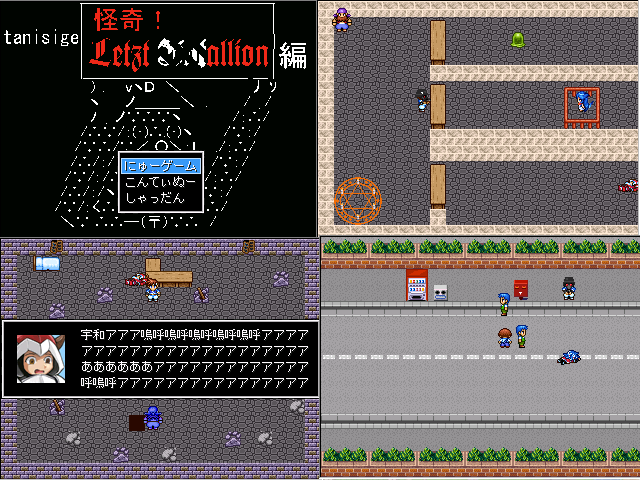 tanisige
怪奇！
Letzt
編
にゅーゲーム
こんてぃぬー
しゃっだん
宇和アアア嗚呼嗚呼嗚呼嗚呼嗚呼アアアア
アアアアアアアアアアアアアアアアアアア
ああああああアアアアアアアアアアアアア
呼嗚呼アアアアアアアアアアアアアアアア